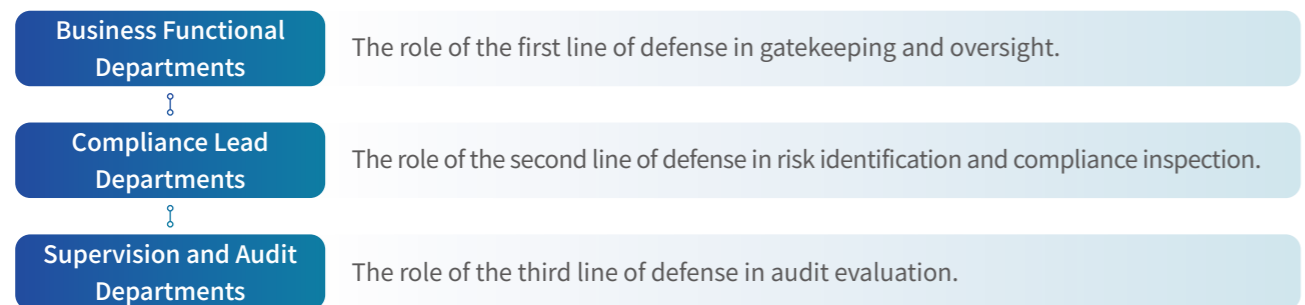 Business Functional
Departments
The role of the first line of defense in gatekeeping and oversight.
Compliance Lead
Departments
The role of the second line of defense in risk identification and compliance inspection.
Supervision and Audit
Departments
The role of the third line of defense in audit evaluation.